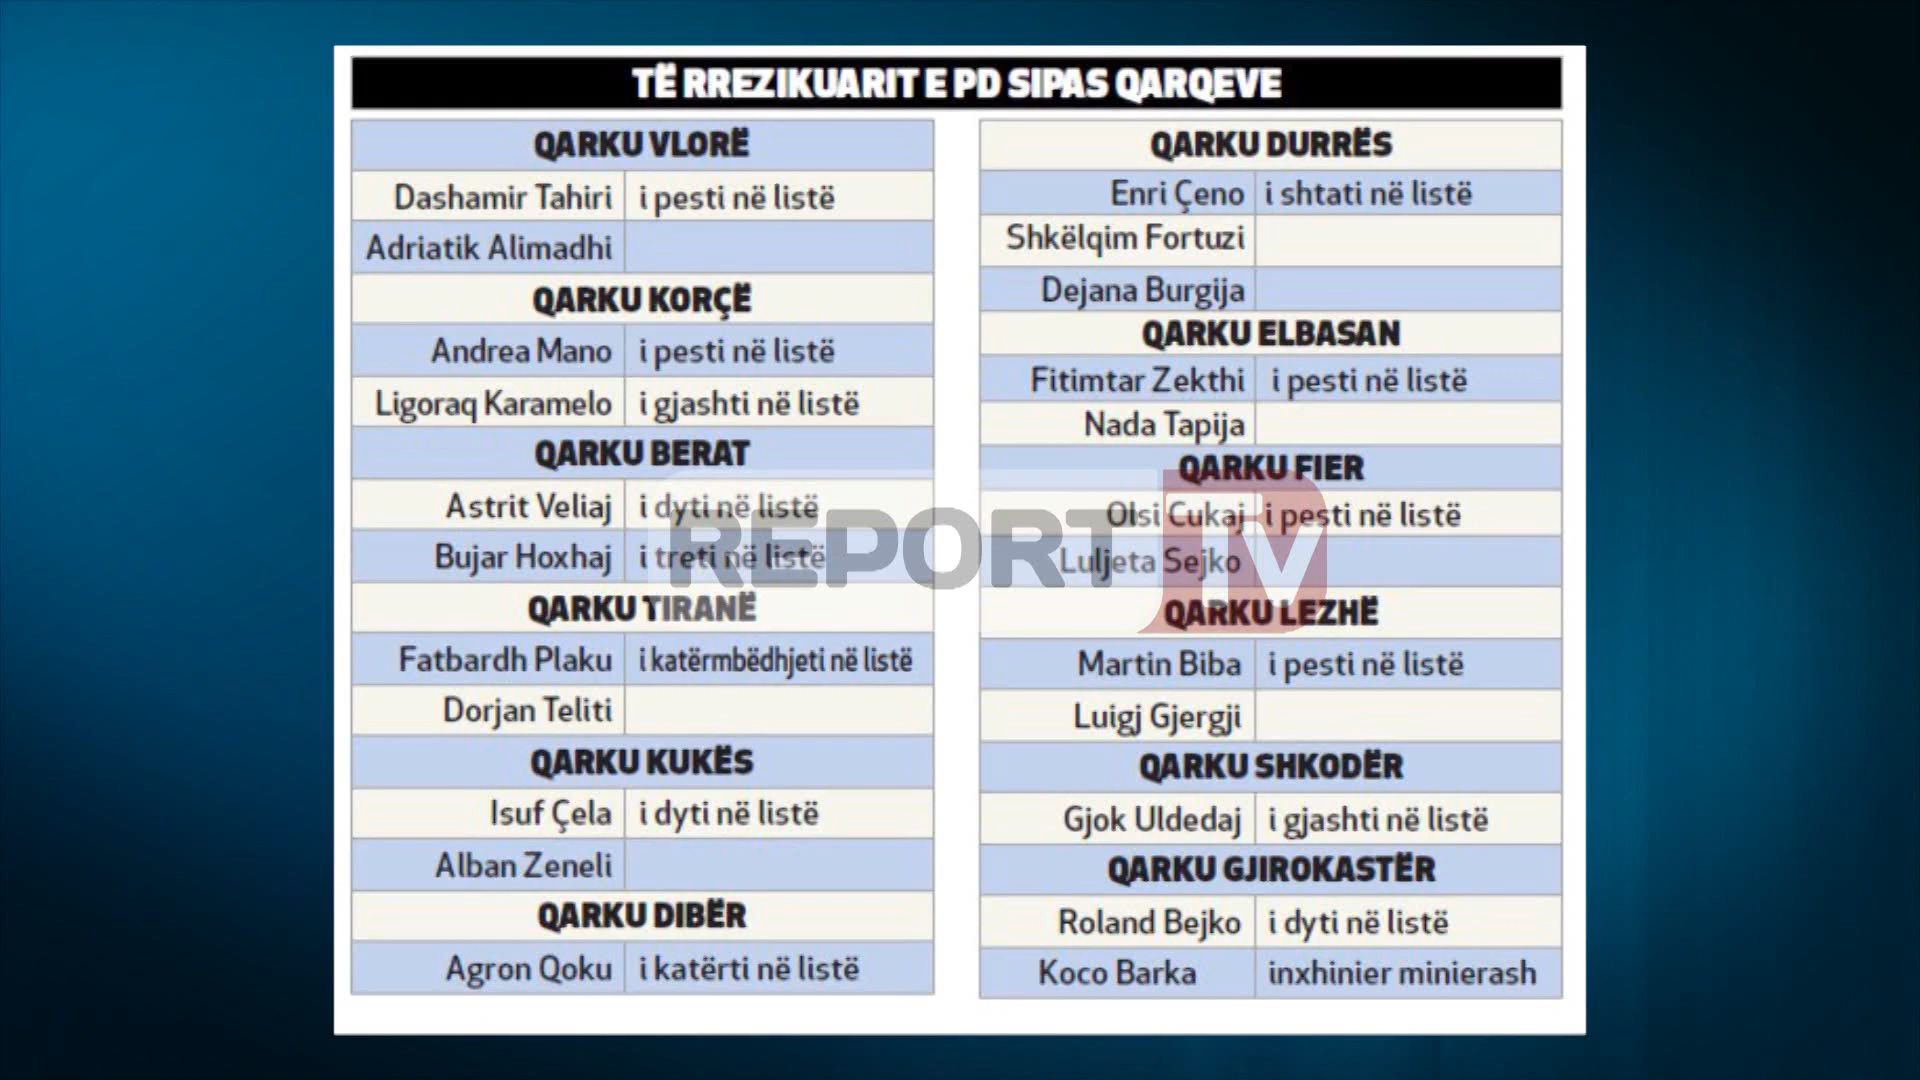 TË RREZIKUARIT E PD SIPAS QARQEVE
QARKU VLORË
Dashamir Tahiri i pesti në listë
Adriatik Alimadhi
QARKU KORÇË
Andrea Mano i pesti në listë
Ligoraq Karamelo i gjashti në listë
QARKU BERAT
Astrit Veliaj i dyti në listë
Bujar Hoxhaj i treti në listë
QARKU TIRANË
Fatbardh Plaku i katërmbëdhjeti në listë
Dorjan Teliti
QARKU KUKËS
Isuf Çela i dyti në listë
Alban Zeneli
QARKU DIBËR
Agron Qoku i katërti në listë
QARKU DURRËS
Enri Çeno i shtati në listë
Shkëlqim Fortuzi
Dejana Burgija
QARKU ELBASAN
Fitimtar Zekthi i pesti në listë
Nada Tapija
QARKU FIER
Olsi Cukaj i pesti në listë
Luljeta Sejko
QARKU LEZHË
Martin Biba i pesti në listë
Luigj Gjergji
QARKU SHKODËR
Gjok Uldedaj i gjashti në listë
QARKU GJIROKASTËR
Roland Bejko i dyti në listë
Koco Barka inxhinier minierash
REPORT TV